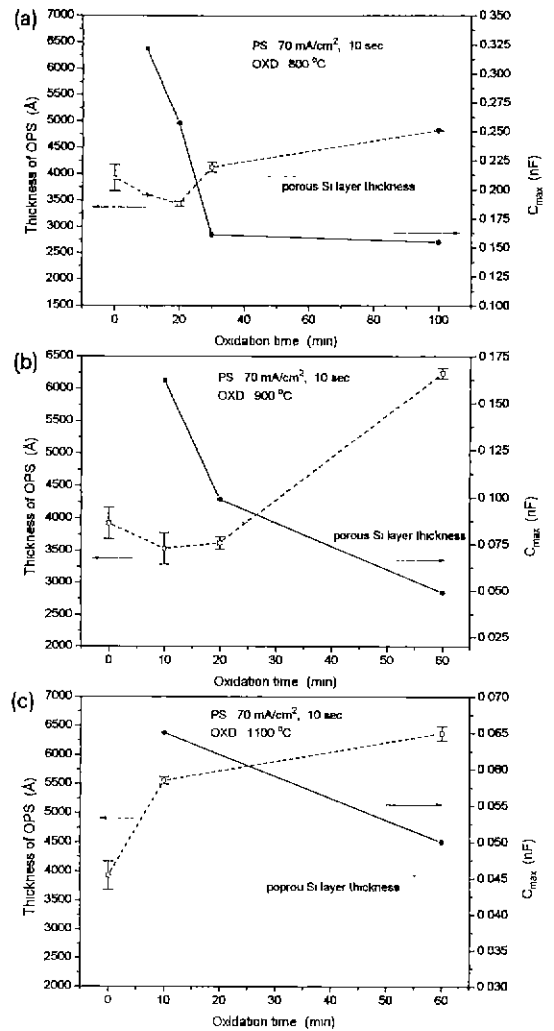 (a)
7000
6500
6000
5500
5000
4500
4000
3500
3000
2500
2000
1500
Thickness of OPS (Å)
PS 70 mA/cm², 10 sec
OXD 800 °C
porous Si layer thickness
0.350
0.325
0.300
0.275
0.250
0.225
0.200
0.175
0.150
0.125
0.100
Cmax (nF)
0 20 40 60 80 100
Oxidation time (min)
(b)
6500
6000
5500
5000
4500
4000
3500
3000
2500
2000
Thickness of OPS (Å)
PS 70 mA/cm², 10 sec
OXD 900 °C
porous Si layer thickness
0.175
0.150
0.100
0.075
0.050
0.025
Cmax (nF)
0 10 20 30 40 50 60
Oxidation time (min)
(c)
7000
6500
6000
5500
5000
4500
4000
3500
3000
2500
2000
Thickness of OPS (Å)
PS 70 mA/cm², 10 sec
OXD 1100 °C
poprou Si layer thickness
0.070
0.065
0.060
0.055
0.050
0.045
0.040
0.035
0.030
Cmax (nF)
0 10 20 30 40 50 60
Oxidation time (min)